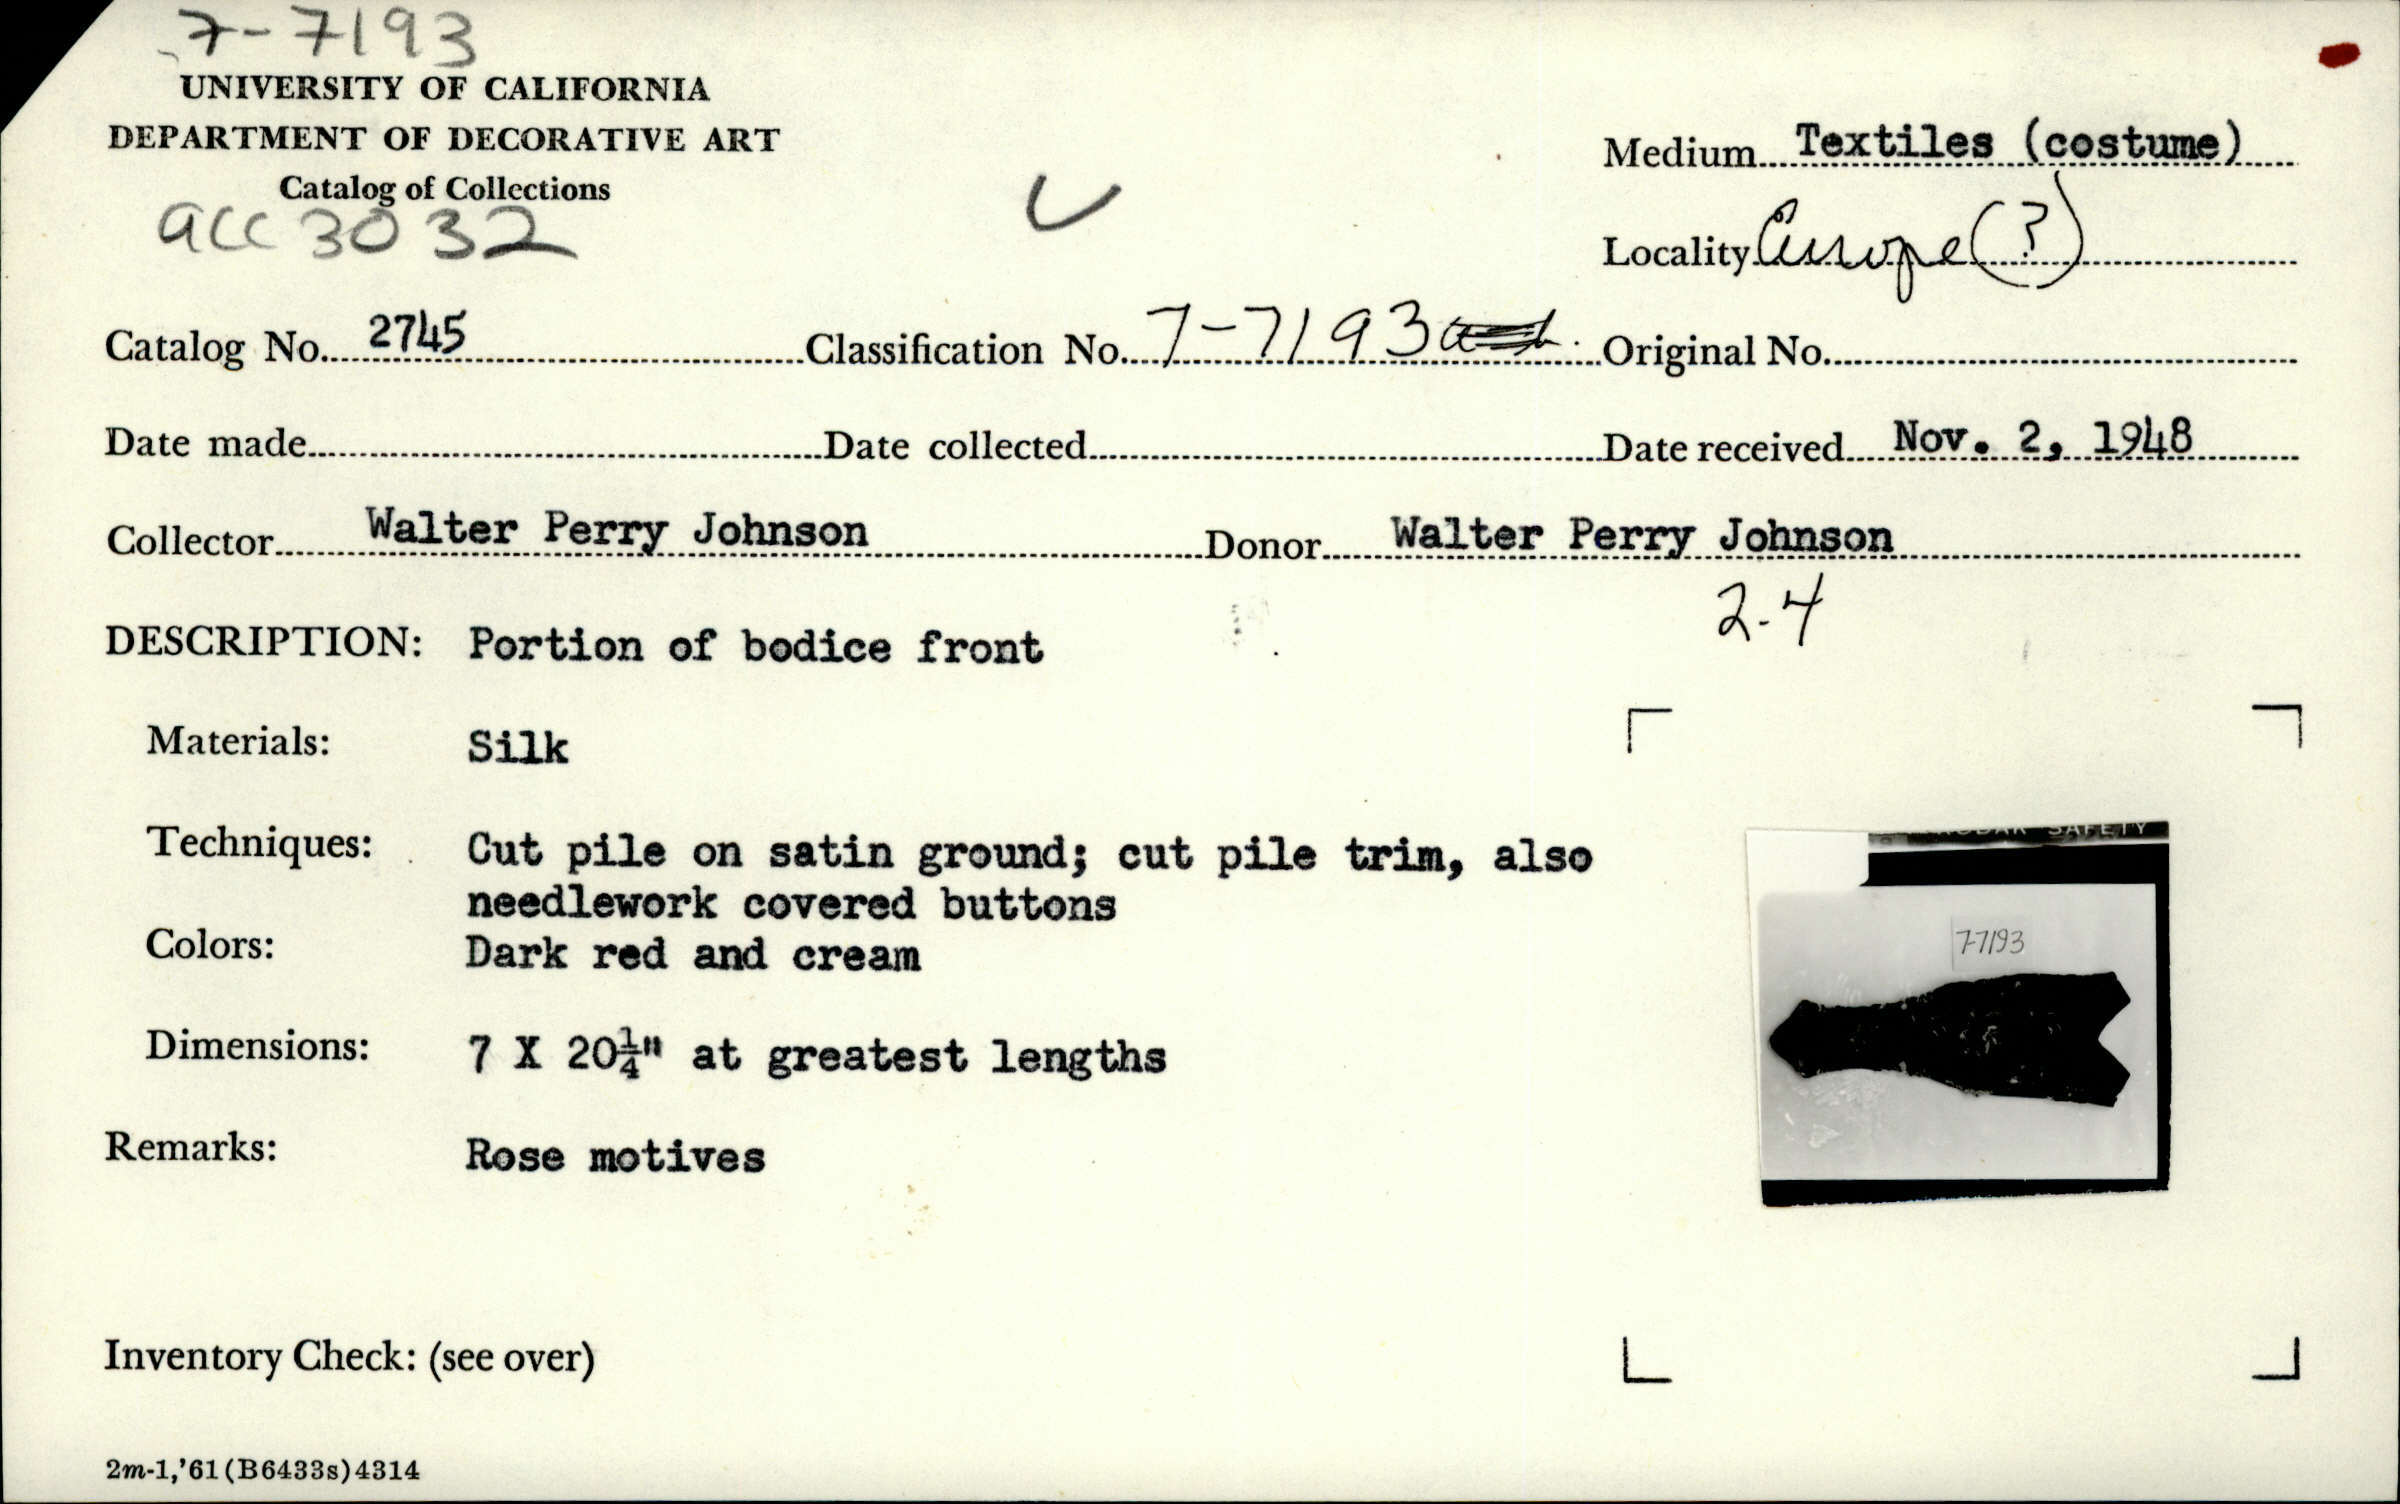 7-7193
UNIVERSITY OF CALIFORNIA
DEPARTMENT OF DECORATIVE ART
Catalog of Collections
acc 3032
Medium Textiles (costume)
Locality Europe (?)
Catalog No. 2745 Classification No. 7-7193 Original No.
Date made Date collected Date received Nov. 2, 1948
Collector Walter Perry Johnson Donor Walter Perry Johnson
2-4
DESCRIPTION: Portion of bodice front
Materials: Silk
Techniques: Cut pile on satin ground; cut pile trim, also
needlework covered buttons
Colors: Dark red and cream
Dimensions: 7 X 20¼" at greatest lengths
Remarks: Rose motives
SAFETY
7-7193
Inventory Check: (see over)
2m-1,'61(B6433s)4314